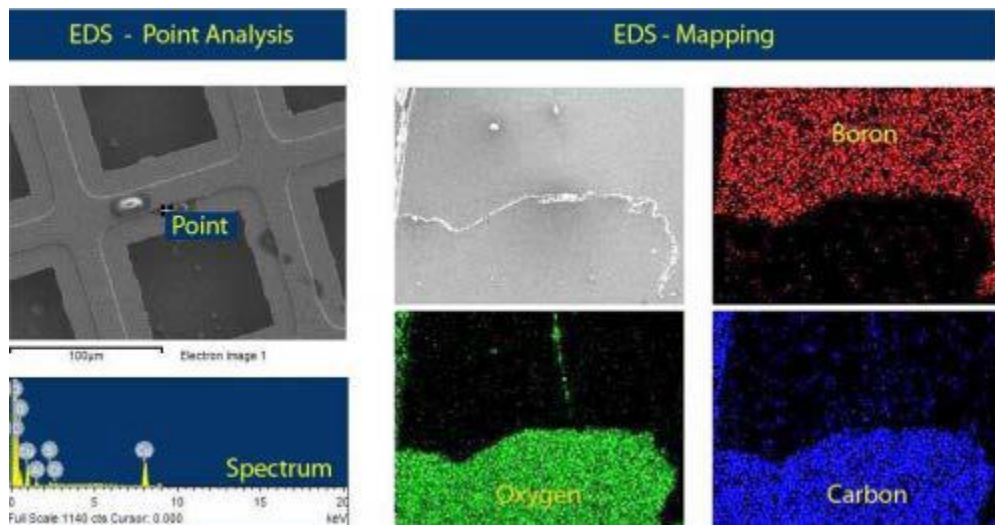 EDS - Point Analysis
EDS - Mapping
Point
100µm
Electron Image 1
Spectrum
0 5 10 15 20
Full Scale 1140 cts Cursor: 0.000 keV
Boron
Oxygen
Carbon